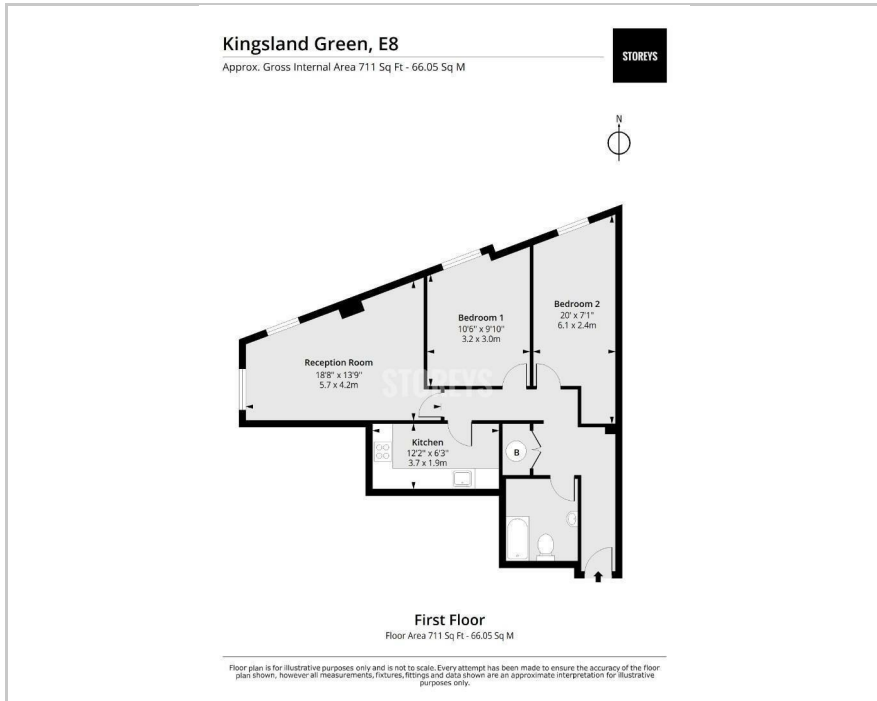 Kingsland Green, E8
Approx. Gross Internal Area 711 Sq Ft - 66.05 Sq M
STOREYS
N
Bedroom 2
20' x 7'1"
6.1 x 2.4m
Bedroom 1
10'6" x 9'10"
3.2 x 3.0m
Reception Room
18'8" x 13'9"
5.7 x 4.2m
STOREYS
Kitchen
12'2" x 6'3"
3.7 x 1.9m
B
First Floor
Floor Area 711 Sq Ft - 66.05 Sq M
Floor plan is for illustrative purposes only and is not to scale. Every attempt has been made to ensure the accuracy of the floor
plan shown, however all measurements, fixtures, fittings and data shown are an approximate interpretation for illustrative
purposes only.